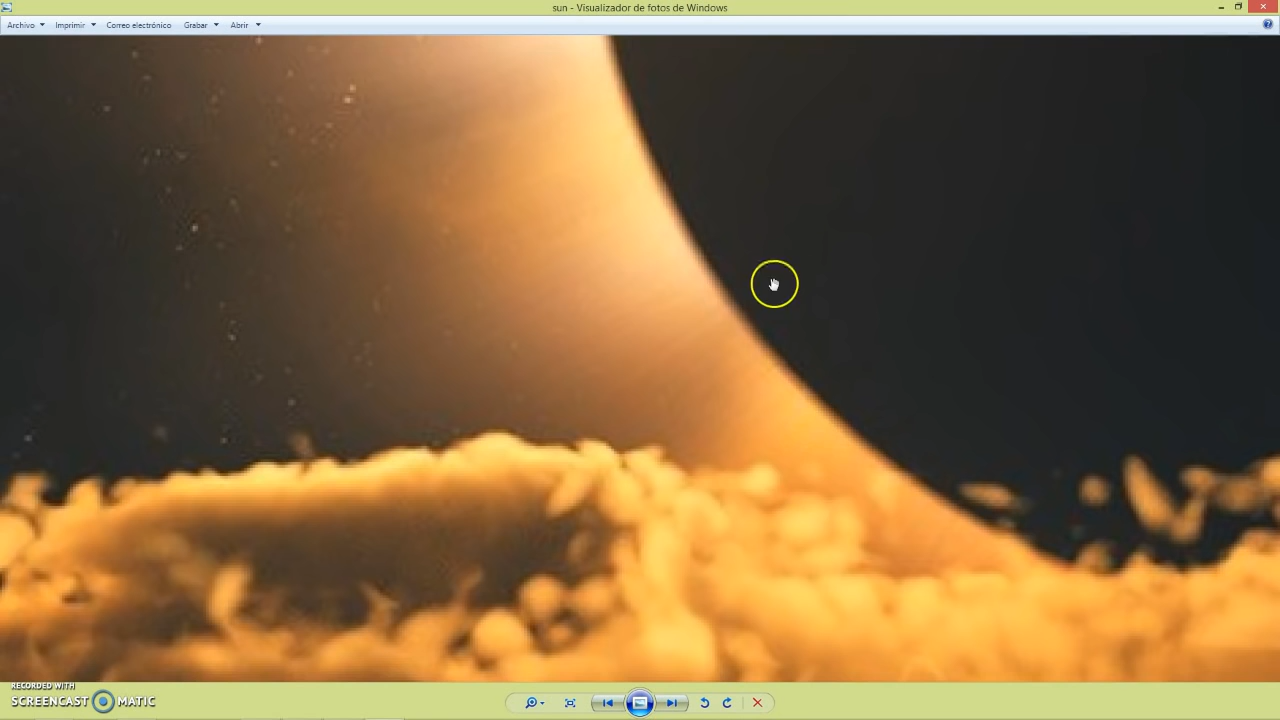 sun - Visualizador de fotos de Windows
Archivo Imprimir Correo electrónico Grabar Abrir
RECORDED WITH
SCREENCAST MATIC